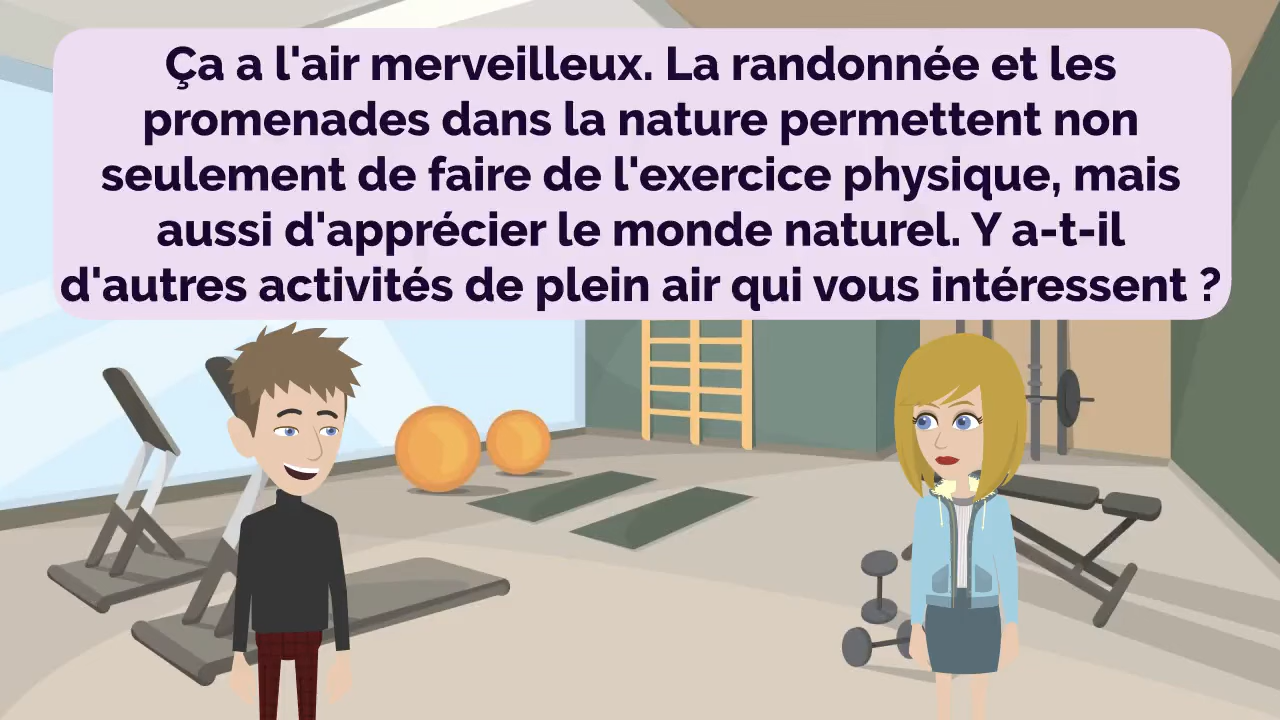 Ça a l'air merveilleux. La randonnée et les
promenades dans la nature permettent non
seulement de faire de l'exercice physique, mais
aussi d'apprécier le monde naturel. Y a-t-il
d'autres activités de plein air qui vous intéressent ?